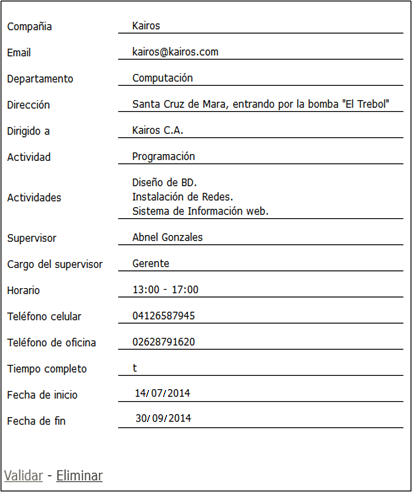 Compañia Kairos
Email kairos@kairos.com
Departamento Computación
Dirección Santa Cruz de Mara, entrando por la bomba "El Trebol"
Dirigido a Kairos C.A.
Actividad Programación
Diseño de BD.
Actividades Instalación de Redes.
Sistema de Información web.
Supervisor Abnel Gonzales
Cargo del supervisor Gerente
Horario 13:00 - 17:00
Teléfono celular 04126587945
Teléfono de oficina 02628791620
Tiempo completo t
Fecha de inicio 14/07/2014
Fecha de fin 30/09/2014
Validar - Eliminar